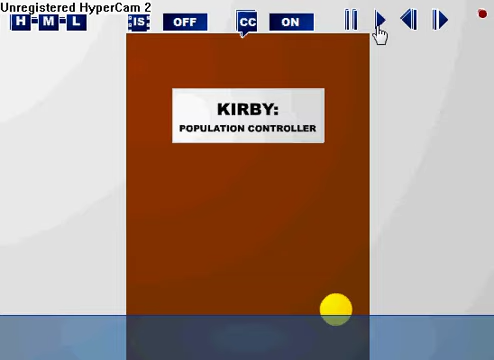 Unregistered HyperCam 2
H M L IS OFF CC ON
KIRBY:
POPULATION CONTROLLER